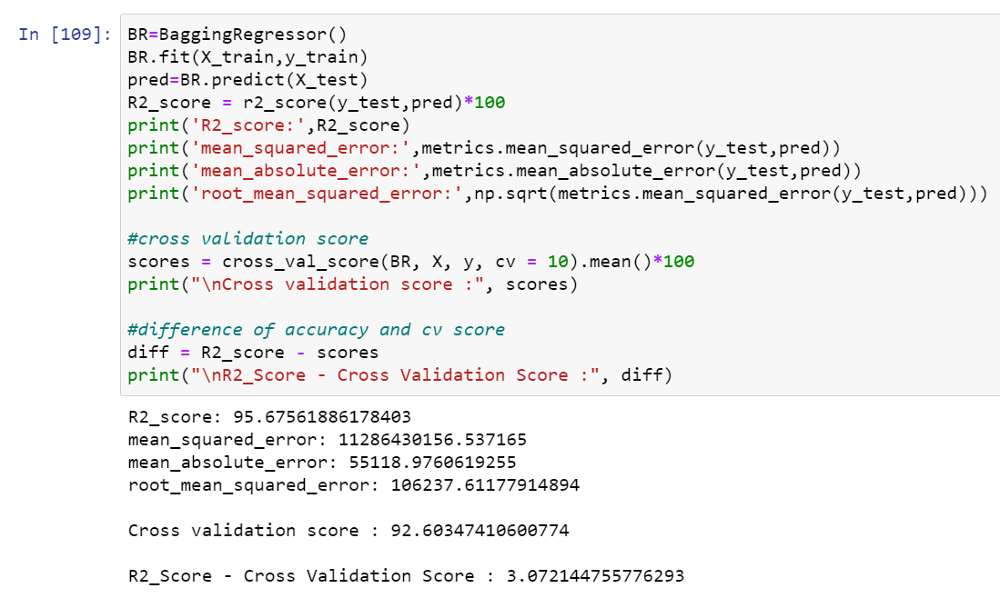 In [109]: BR=BaggingRegressor()
BR.fit(X_train,y_train)
pred=BR.predict(X_test)
R2_score = r2_score(y_test,pred)*100
print('R2_score:',R2_score)
print('mean_squared_error:',metrics.mean_squared_error(y_test,pred))
print('mean_absolute_error:',metrics.mean_absolute_error(y_test,pred))
print('root_mean_squared_error:',np.sqrt(metrics.mean_squared_error(y_test,pred)))
#cross validation score
scores = cross_val_score(BR, X, y, cv = 10).mean()*100
print("\nCross validation score :", scores)
#difference of accuracy and cv score
diff = R2_score - scores
print("\nR2_Score - Cross Validation Score :", diff)
R2_score: 95.67561886178403
mean_squared_error: 11286430156.537165
mean_absolute_error: 55118.9760619255
root_mean_squared_error: 106237.61177914894
Cross validation score : 92.60347410600774
R2_Score - Cross Validation Score : 3.072144755776293